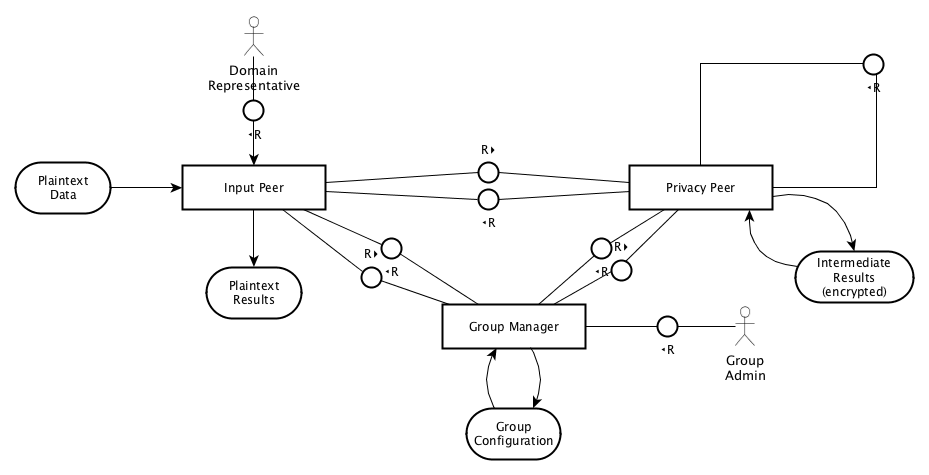 Domain
Representative
◂R
R▸
◂R
◂R
Plaintext
Data
Input Peer
Privacy Peer
Plaintext
Results
R▸
◂R
R▸
◂R
Intermediate
Results
(encrypted)
Group Manager
◂R
Group
Admin
Group
Configuration